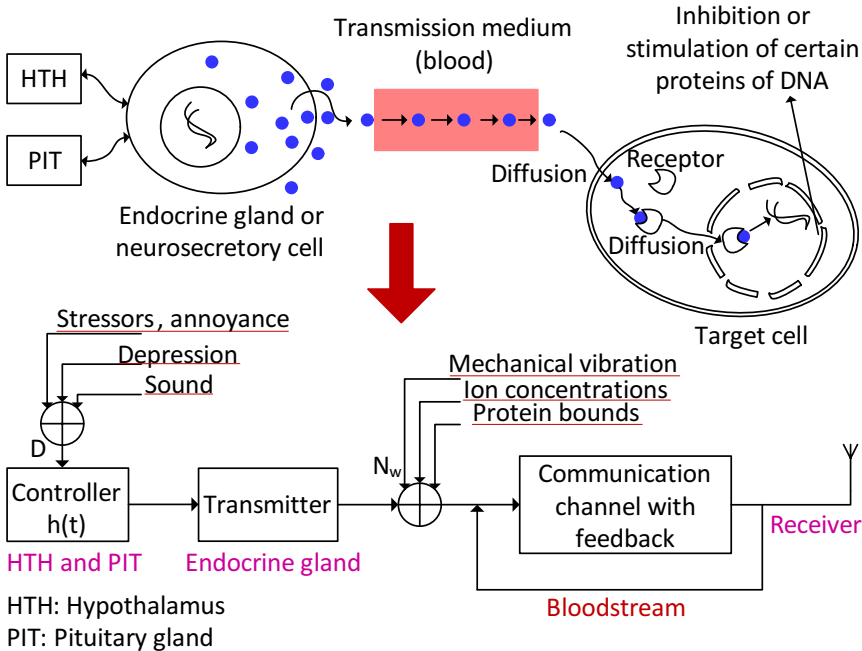 HTH
PIT
Endocrine gland or
neurosecretory cell
Transmission medium
(blood)
Inhibition or
stimulation of certain
proteins of DNA
Diffusion
Receptor
Diffusion
Target cell
Stressors, annoyance
Depression
Sound
D
Controller
h(t)
HTH and PIT
Transmitter
Endocrine gland
Mechanical vibration
Ion concentrations
Protein bounds
Nw
Communication
channel with
feedback
Receiver
Bloodstream
HTH: Hypothalamus
PIT: Pituitary gland